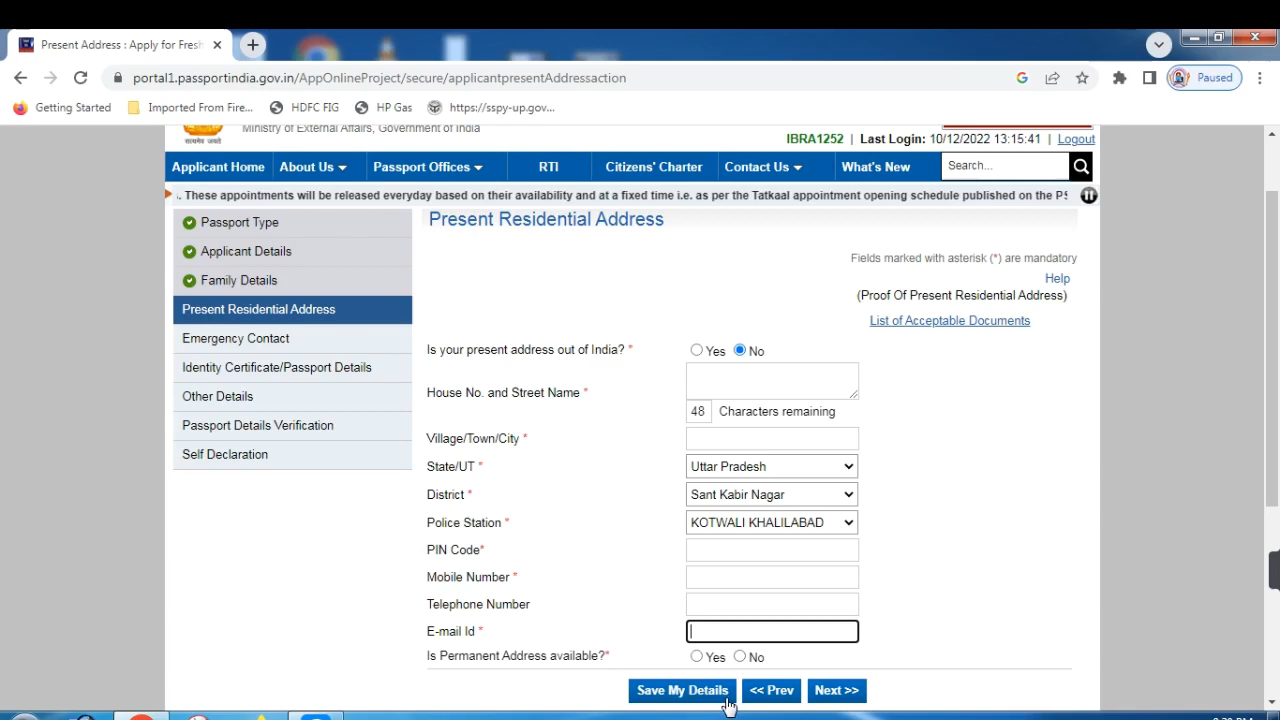 Present Address : Apply for Fresh
portal1.passportindia.gov.in/AppOnlineProject/secure/applicantpresentAddressaction
Paused
Getting Started
Imported From Fire...
HDFC FIG
HP Gas
https://sspy-up.gov...
सत्यमेव जयते
Ministry of External Affairs, Government of India
IBRA1252 | Last Login: 10/12/2022 13:15:41 | Logout
Applicant Home
About Us
Passport Offices
RTI
Citizens' Charter
Contact Us
What's New
Search...
. These appointments will be released everyday based on their availability and at a fixed time i.e. as per the Tatkaal appointment opening schedule published on the
Passport Type
Applicant Details
Family Details
Present Residential Address
Emergency Contact
Identity Certificate/Passport Details
Other Details
Passport Details Verification
Self Declaration
Present Residential Address
Fields marked with asterisk (*) are mandatory
Help
(Proof Of Present Residential Address)
List of Acceptable Documents
Is your present address out of India? * Yes No
House No. and Street Name *
48 Characters remaining
Village/Town/City *
State/UT * Uttar Pradesh
District * Sant Kabir Nagar
Police Station * KOTWALI KHALILABAD
PIN Code*
Mobile Number *
Telephone Number
E-mail Id *
Is Permanent Address available?* Yes No
Save My Details
<< Prev
Next >>